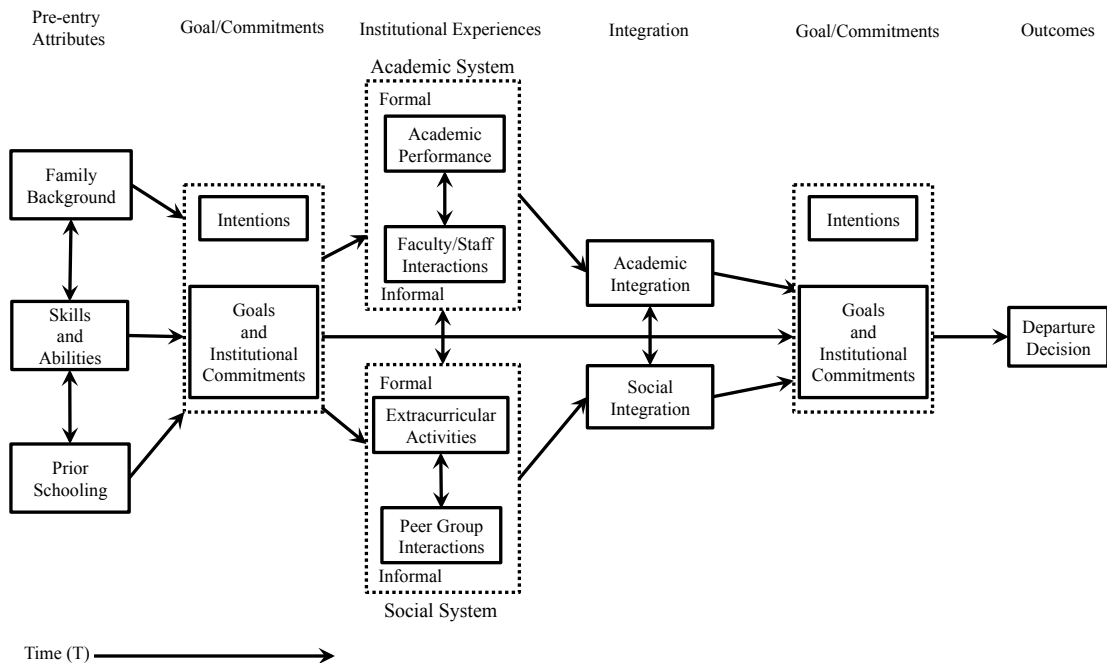 Pre-entry
Attributes
Goal/Commitments
Institutional Experiences
Integration
Goal/Commitments
Outcomes
Academic System
Formal
Academic
Performance
Faculty/Staff
Interactions
Informal
Family
Background
Skills
and
Abilities
Prior
Schooling
Intentions
Goals
and
Institutional
Commitments
Formal
Extracurricular
Activities
Peer Group
Interactions
Informal
Social System
Academic
Integration
Social
Integration
Intentions
Goals
and
Institutional
Commitments
Departure
Decision
Time (T)